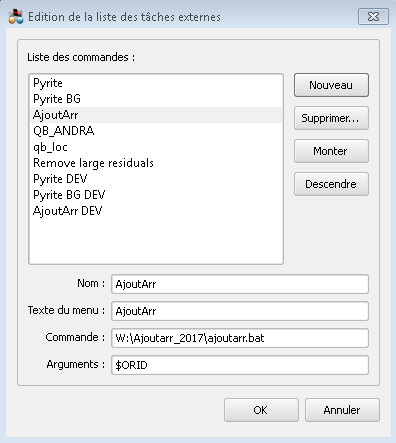 Edition de la liste des tâches externes
Liste des commandes :
Pyrite
Pyrite BG
AjoutArr
QB_ANDRA
qb_loc
Remove large residuals
Pyrite DEV
Pyrite BG DEV
AjoutArr DEV
Nouveau
Supprimer...
Monter
Descendre
Nom : AjoutArr
Texte du menu : AjoutArr
Commande : W:\Ajoutarr_2017\ajoutarr.bat
Arguments : $ORID
OK Annuler